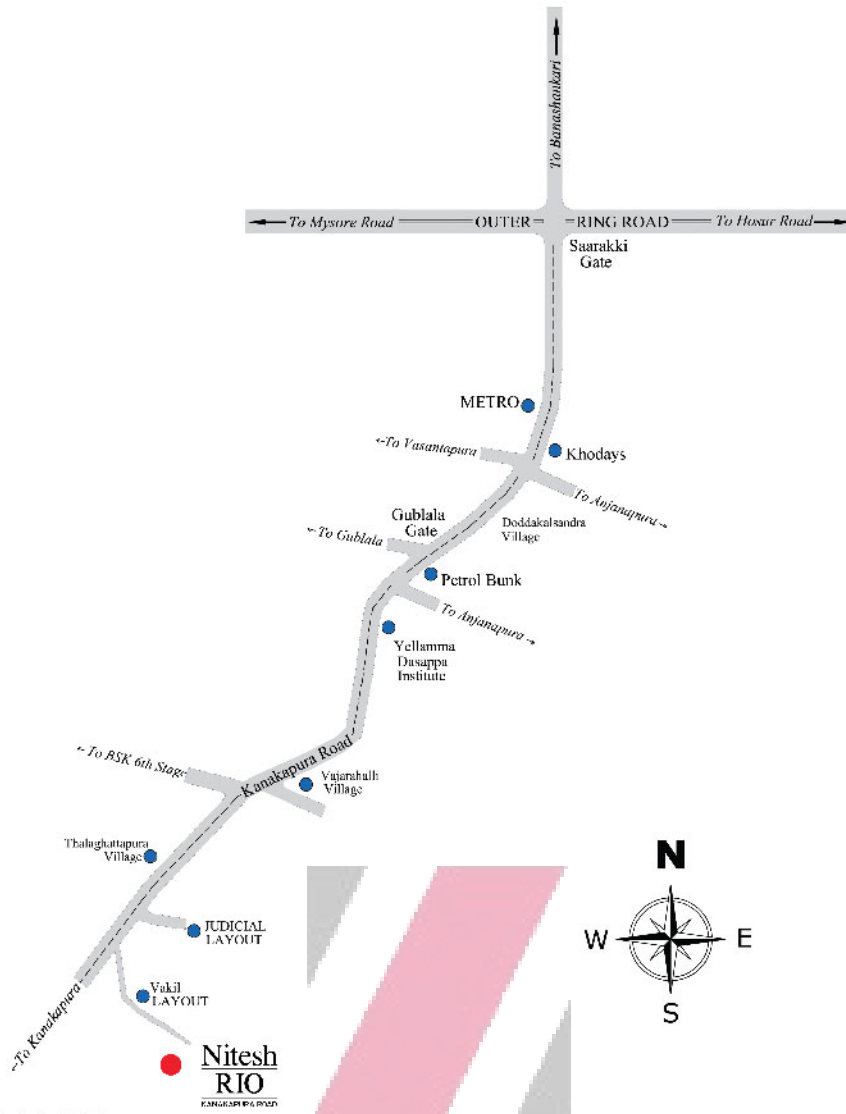 To Banashankari
To Mysore Road
OUTER
RING ROAD
To Hosur Road
Saarakki
Gate
METRO
Khodays
To Vasantapura
To Anjanapura
Gublala
Gate
Doddakalsandra
Village
To Gublala
Petrol Bunk
To Anjanapura
Yellamma
Dasappa
Institute
To BSK 6th Stage
Kanakapura Road
Vajarahalli
Village
Thalaghattapura
Village
JUDICIAL
LAYOUT
Vakil
LAYOUT
To Kanakapura
Nitesh
RIO
KANAKAPURA ROAD
N
W
E
S